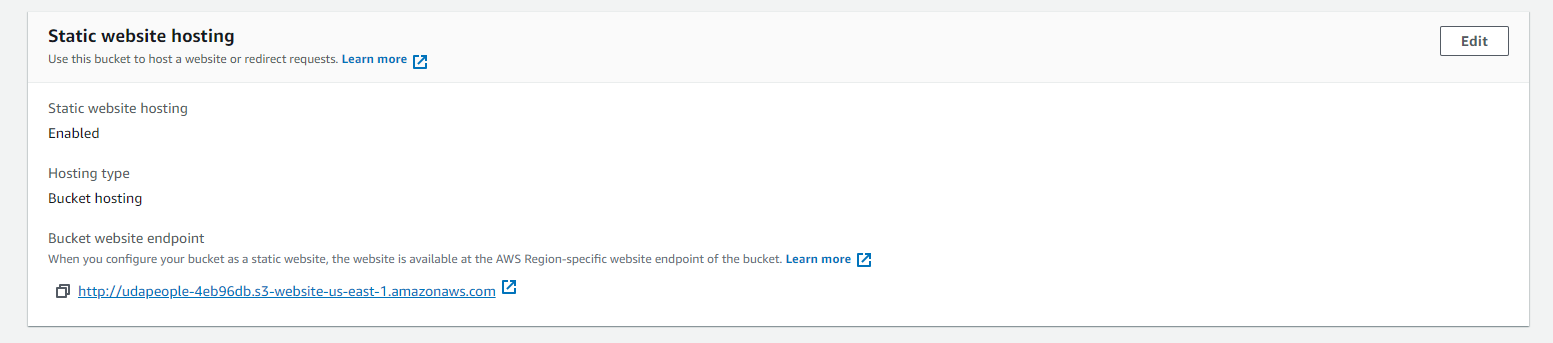 Static website hosting
Edit
Use this bucket to host a website or redirect requests. Learn more
Static website hosting
Enabled
Hosting type
Bucket hosting
Bucket website endpoint
When you configure your bucket as a static website, the website is available at the AWS Region-specific website endpoint of the bucket. Learn more
http://udapeople-4eb96db.s3-website-us-east-1.amazonaws.com